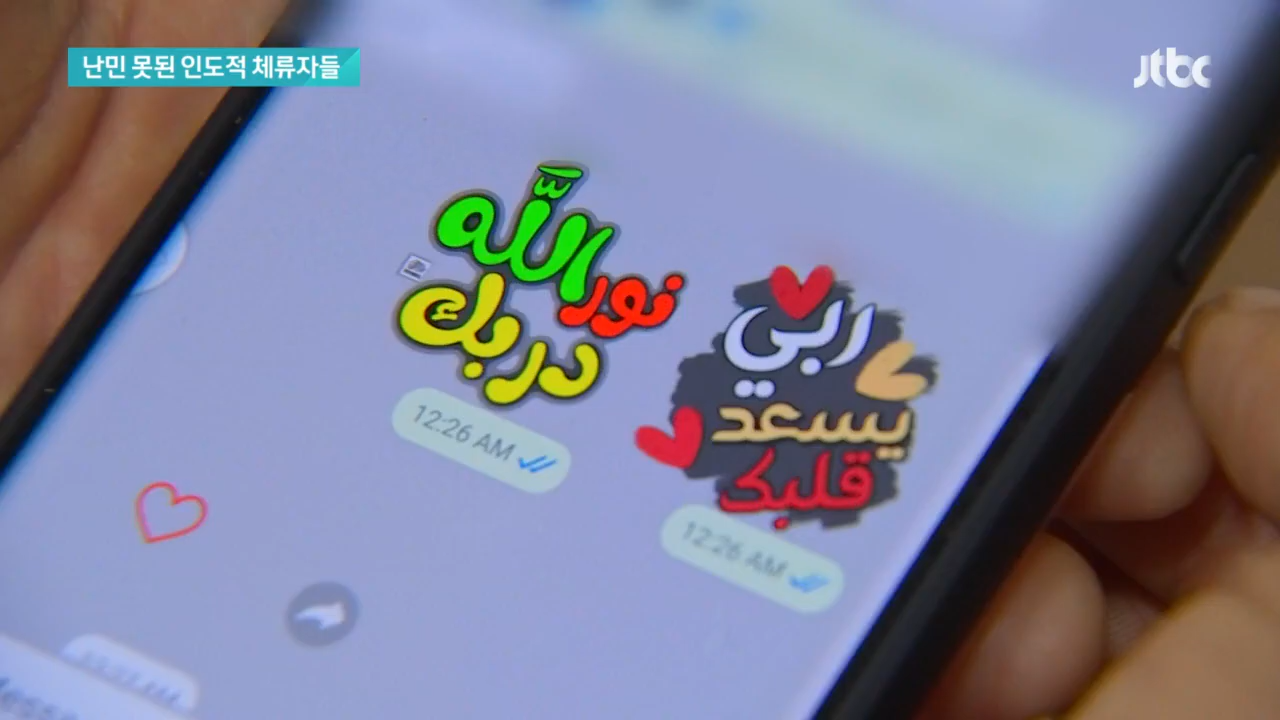 난민 못된 인도적 체류자들
jtbc
نور الله
دربك
12:26 AM
ربي
يسعد
قلبك
12:26 AM